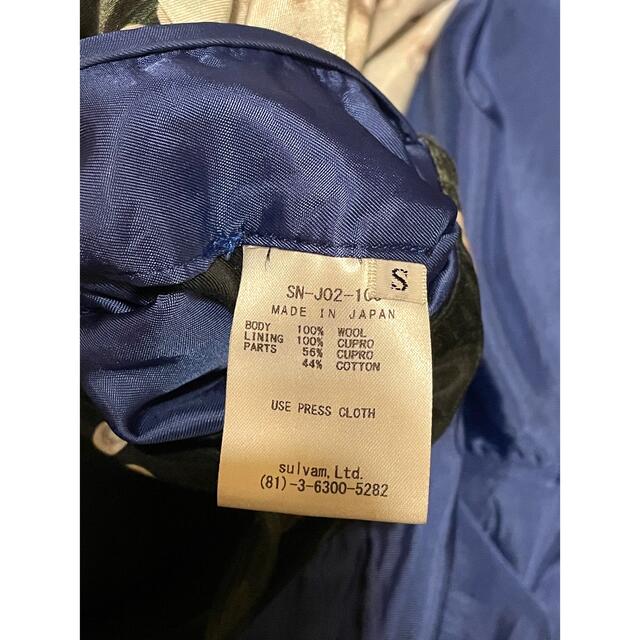 S
SN-J02-100
MADE IN JAPAN
BODY 100% WOOL
LINING 100% CUPRO
PARTS 56% CUPRO
44% COTTON
USE PRESS CLOTH
sulvam,Ltd.
(81)-3-6300-5282